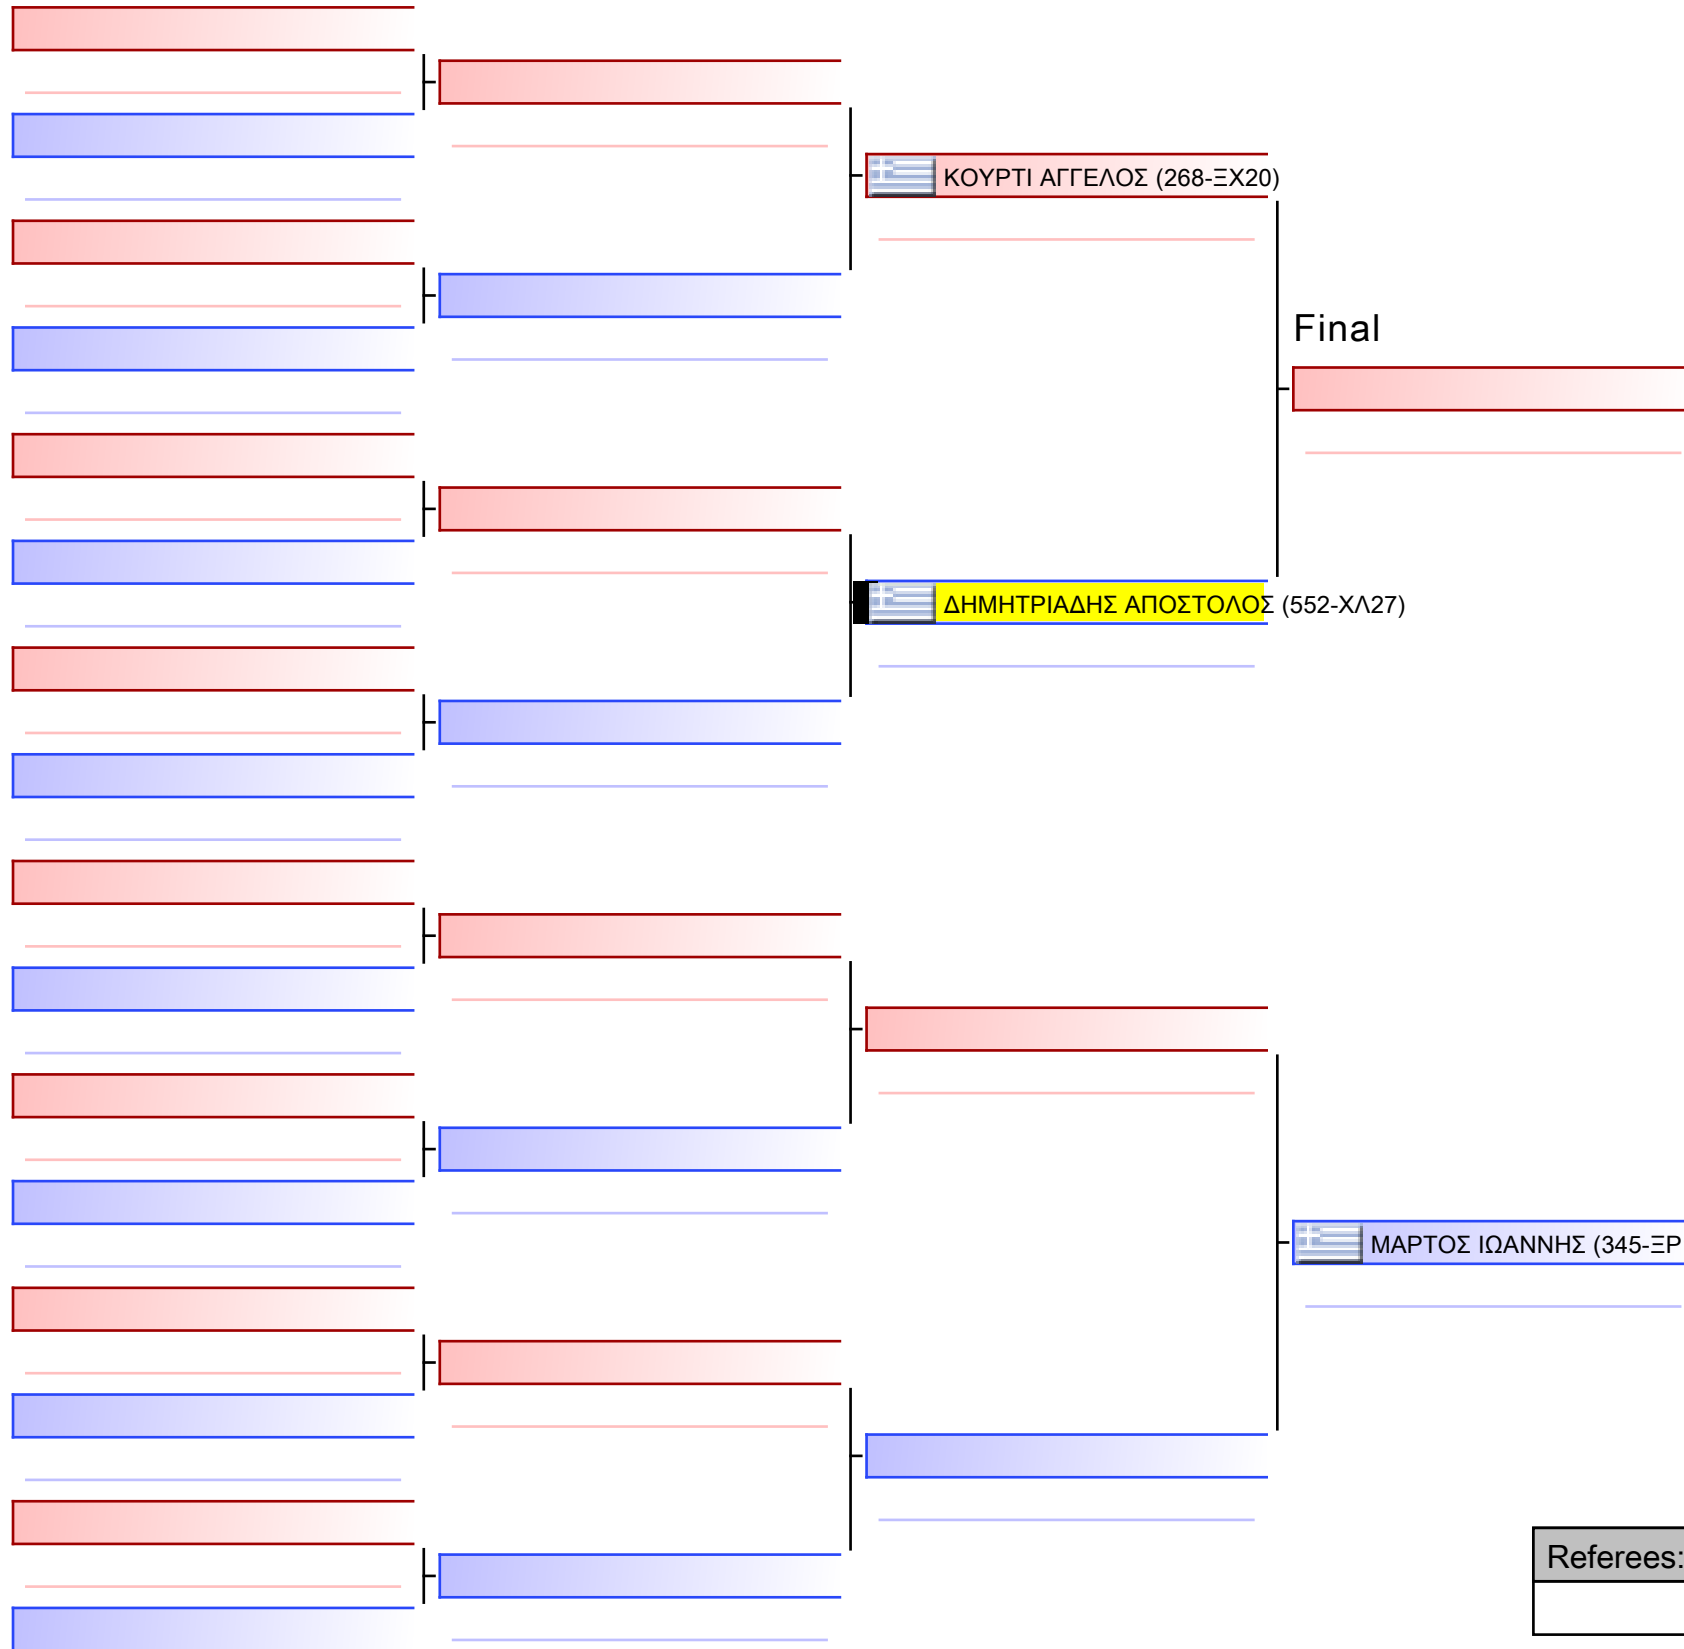 ΚΟΥΡΤΙ ΑΓΓΕΛΟΣ (268-ΞΧ20)
Final
ΔΗΜΗΤΡΙΑΔΗΣ ΑΠΟΣΤΟΛΟΣ (552-ΧΛ27)
ΜΑΡΤΟΣ ΙΩΑΝΝΗΣ (345-ΞΡ
Referees: